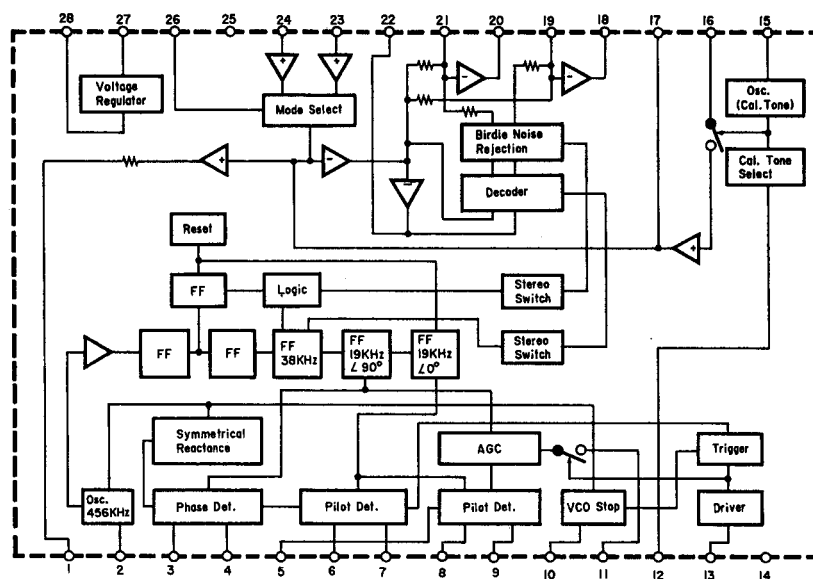 28 27 26 25 24 23 22 21 20 19 18 17 16 15
+ +
- -
Voltage
Regulator
Mode Select
Osc.
(Cal. Tone)
Birdie Noise
Rejection
+ -
Cal. Tone
Select
-
Decoder
Reset
+
FF
Logic
Stereo
Switch
FF
FF
FF
38KHz
FF
19KHz
∠90°
FF
19KHz
∠0°
Stereo
Switch
Symmetrical
Reactance
AGC
Trigger
Osc.
456KHz
Phase Det.
Pilot Det.
Pilot Det.
VCO Stop
Driver
1 2 3 4 5 6 7 8 9 10 11 12 13 14